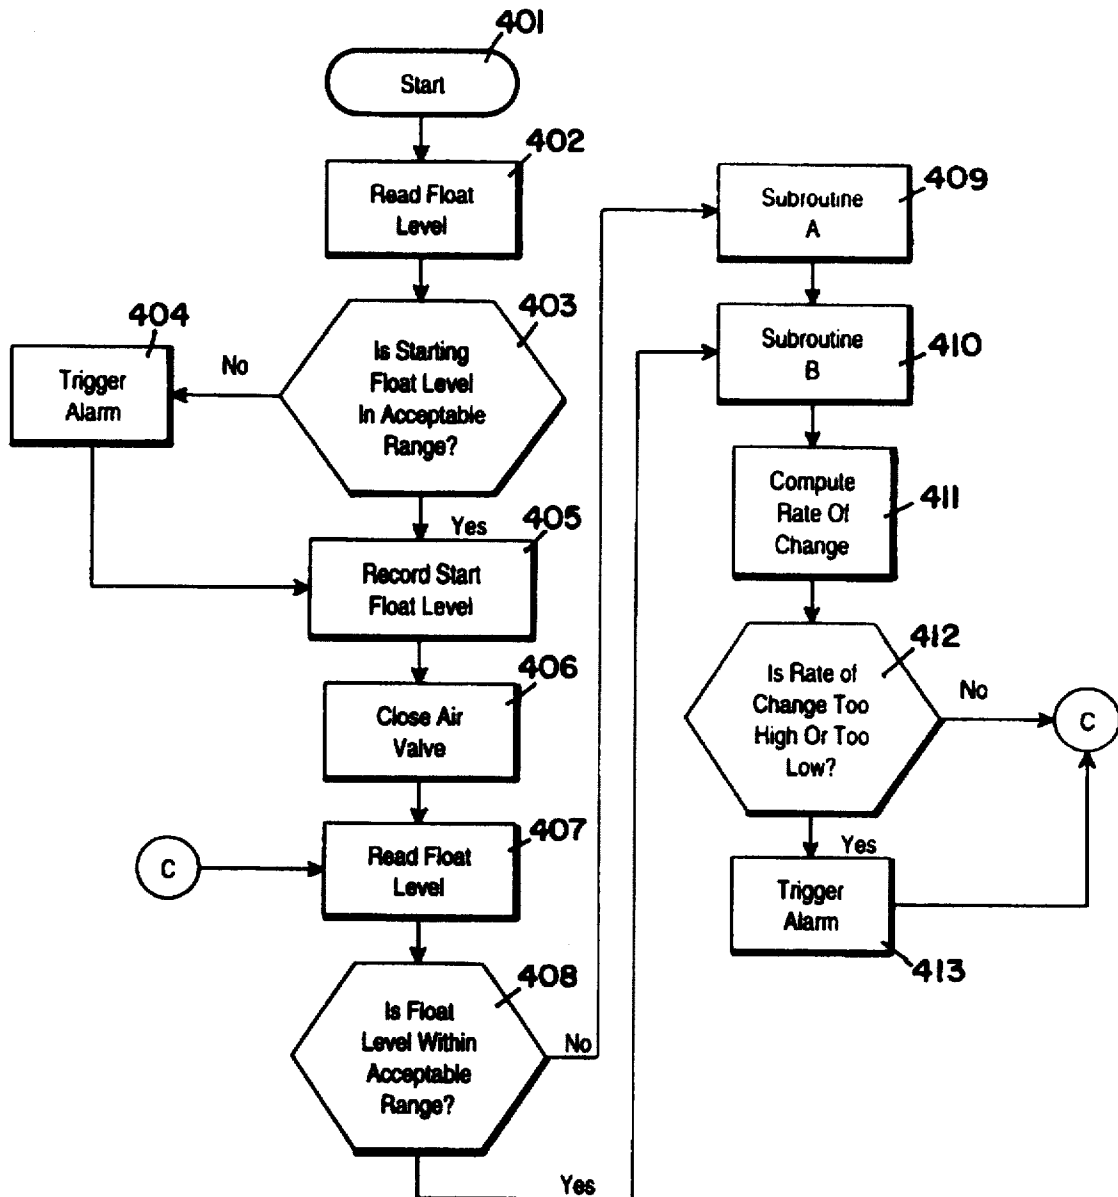 401
Start
402
Read Float
Level
403
Is Starting
Float Level
In Acceptable
Range?
No
404
Trigger
Alarm
Yes
405
Record Start
Float Level
406
Close Air
Valve
C
407
Read Float
Level
408
Is Float
Level Within
Acceptable
Range?
No
Yes
409
Subroutine
A
410
Subroutine
B
411
Compute
Rate Of
Change
412
Is Rate of
Change Too
High Or Too
Low?
No
C
Yes
Trigger
Alarm
413